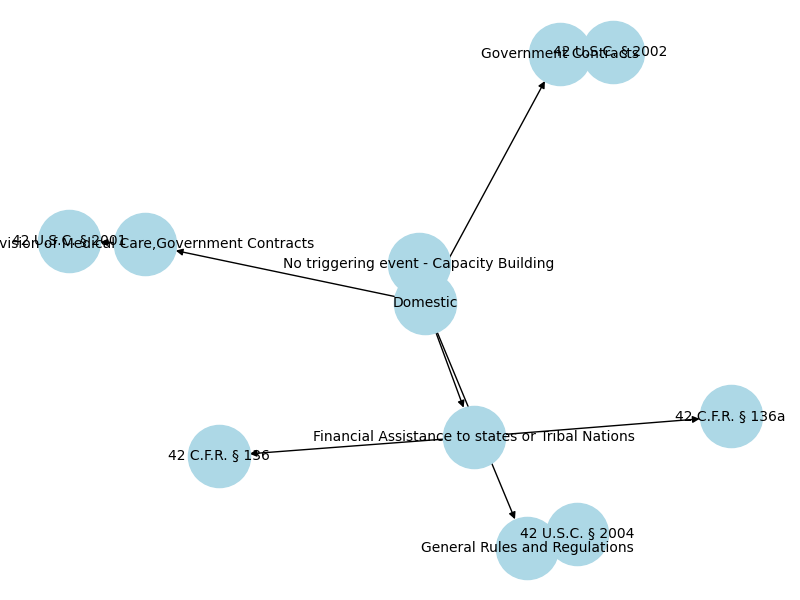 Government Contracts
42 U.S.C. § 2002
42 U.S.C. § 2001
vision of Medical Care,Government Contracts
No triggering event - Capacity Building
Domestic
42 C.F.R. § 136a
Financial Assistance to states or Tribal Nations
42 C.F.R. § 136
42 U.S.C. § 2004
General Rules and Regulations